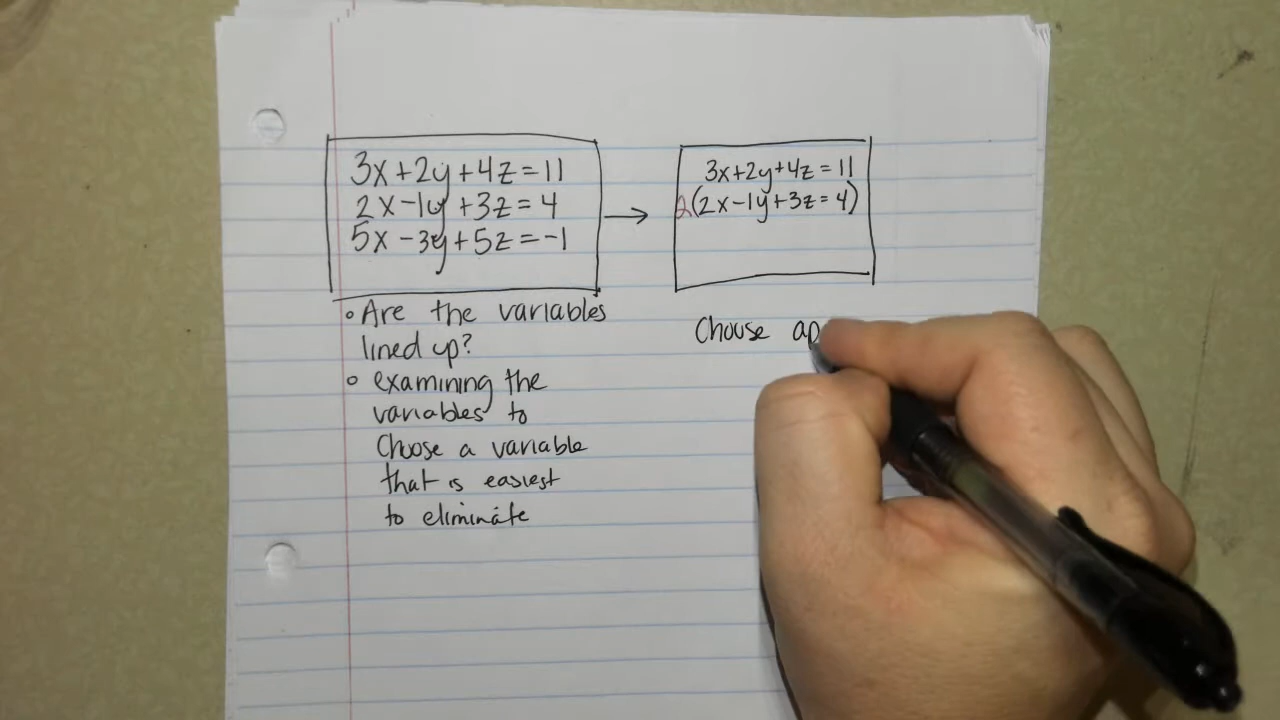 3x+2y+4z=11
2x-1y+3z=4
5x-3y+5z=-1
→
3x+2y+4z=11
2(2x-1y+3z=4)
• Are the variables
lined up?
• examining the
variables to
Choose a variable
that is easiest
to eliminate
Choose ap